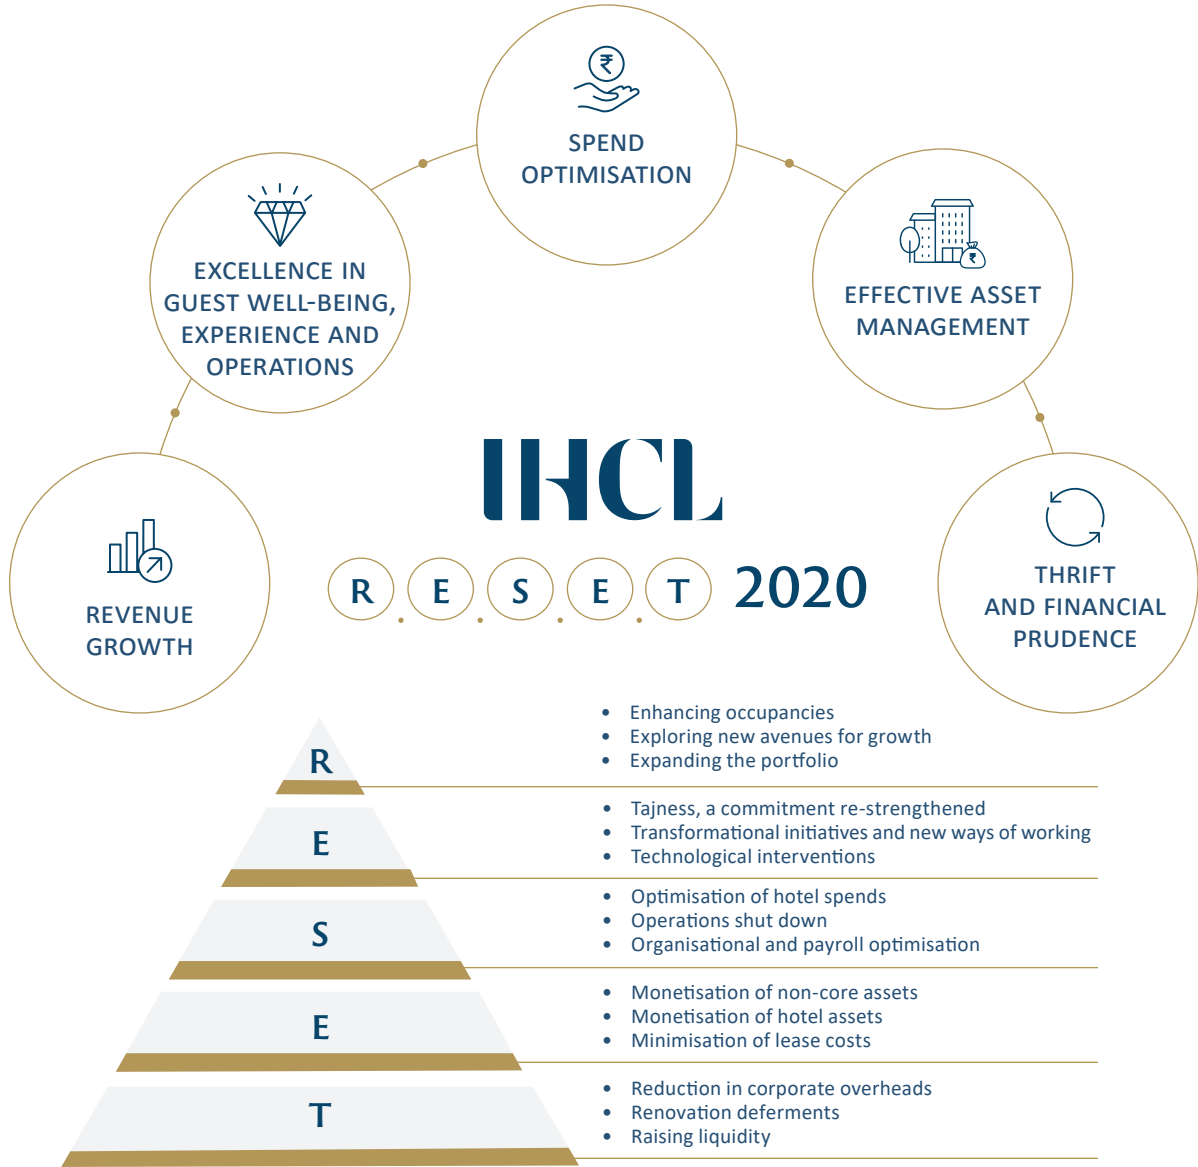 ₹
SPEND
OPTIMISATION
EXCELLENCE IN
GUEST WELL-BEING,
EXPERIENCE AND
OPERATIONS
₹
EFFECTIVE ASSET
MANAGEMENT
REVENUE
GROWTH
IHCL
R.E.S.E.T 2020
THRIFT
AND FINANCIAL
PRUDENCE
R
• Enhancing occupancies
• Exploring new avenues for growth
• Expanding the portfolio
E
• Tajness, a commitment re-strengthened
• Transformational initiatives and new ways of working
• Technological interventions
S
• Optimisation of hotel spends
• Operations shut down
• Organisational and payroll optimisation
E
• Monetisation of non-core assets
• Monetisation of hotel assets
• Minimisation of lease costs
T
• Reduction in corporate overheads
• Renovation deferments
• Raising liquidity